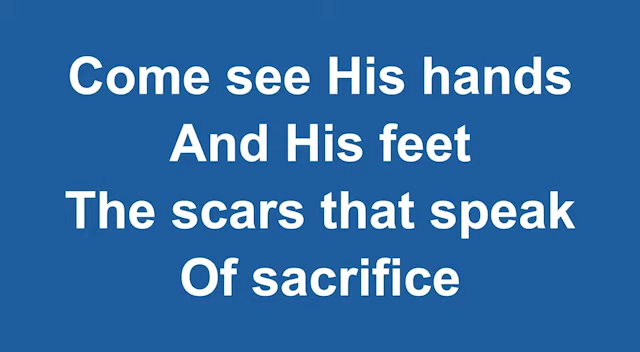 Come see His hands
And His feet
The scars that speak
Of sacrifice